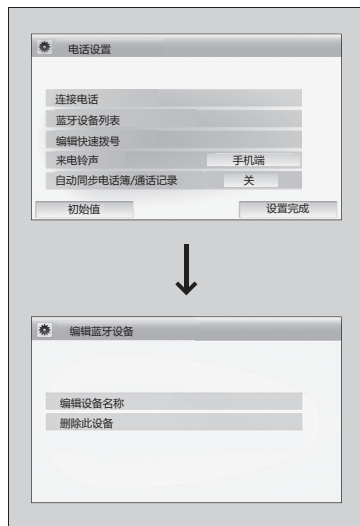 电话设置
连接电话
蓝牙设备列表
编辑快速拨号
来电铃声 手机端
自动同步电话簿/通话记录 关
初始值 设置完成
编辑蓝牙设备
编辑设备名称
删除此设备